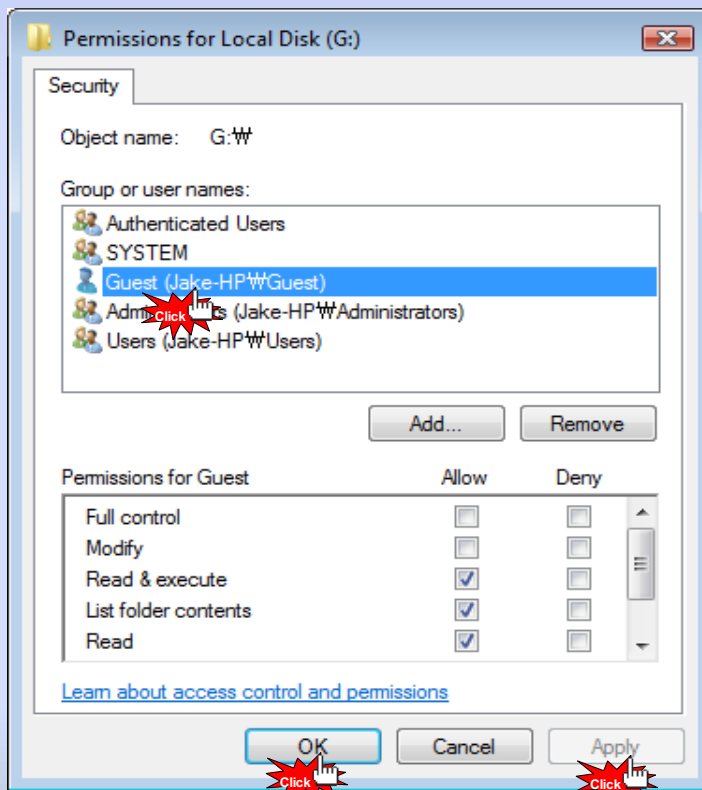 Permissions for Local Disk (G:)
Security
Object name: G:₩
Group or user names:
Authenticated Users
SYSTEM
Guest (Jake-HP₩Guest)
Click
(Jake-HP₩Administrators)
Users (Jake-HP₩Users)
Add... Remove
Permissions for Guest Allow Deny
Full control
Modify
Read & execute
List folder contents
Read
Learn about access control and permissions
OK Cancel Apply
Click Click